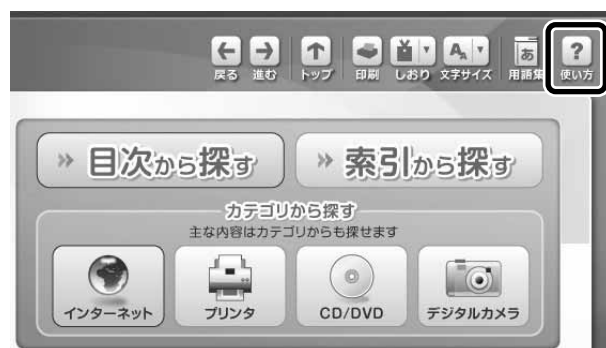 戻る 進む トップ 印刷 しおり 文字サイズ 用語集 使い方
目次から探す 索引から探す
カテゴリから探す
主な内容はカテゴリからも探せます
インターネット プリンタ CD/DVD デジタルカメラ